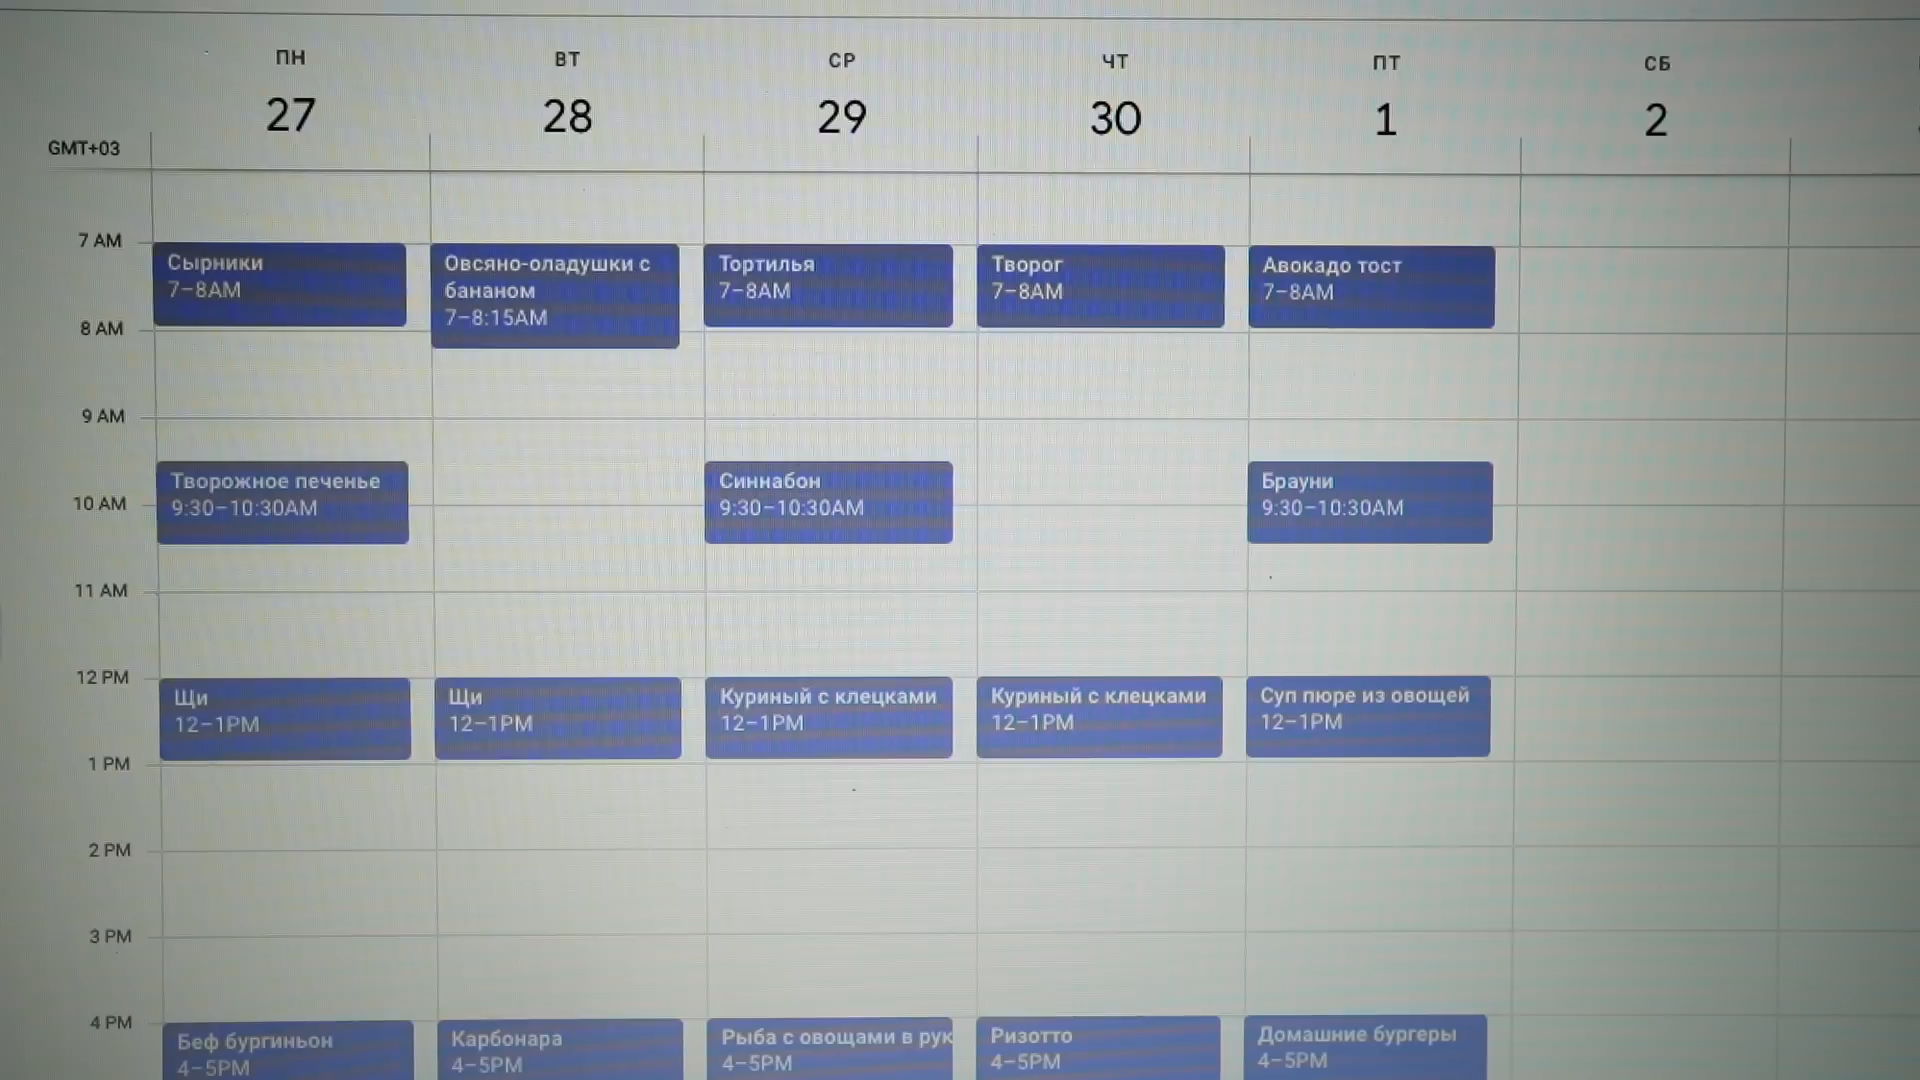 ПН ВТ СР ЧТ ПТ СБ
27 28 29 30 1 2
GMT+03
7 AM
Сырники
7–8AM
Овсяно-оладушки с
бананом
7–8:15AM
Тортилья
7–8AM
Творог
7–8AM
Авокадо тост
7–8AM
8 AM
9 AM
Творожное печенье
9:30–10:30AM
Синнабон
9:30–10:30AM
Брауни
9:30–10:30AM
10 AM
11 AM
12 PM
Щи
12–1PM
Щи
12–1PM
Куриный с клецками
12–1PM
Куриный с клецками
12–1PM
Суп пюре из овощей
12–1PM
1 PM
2 PM
3 PM
4 PM
Беф бургиньон
4–5PM
Карбонара
4–5PM
Рыба с овощами в рук
4–5PM
Ризотто
4–5PM
Домашние бургеры
4–5PM